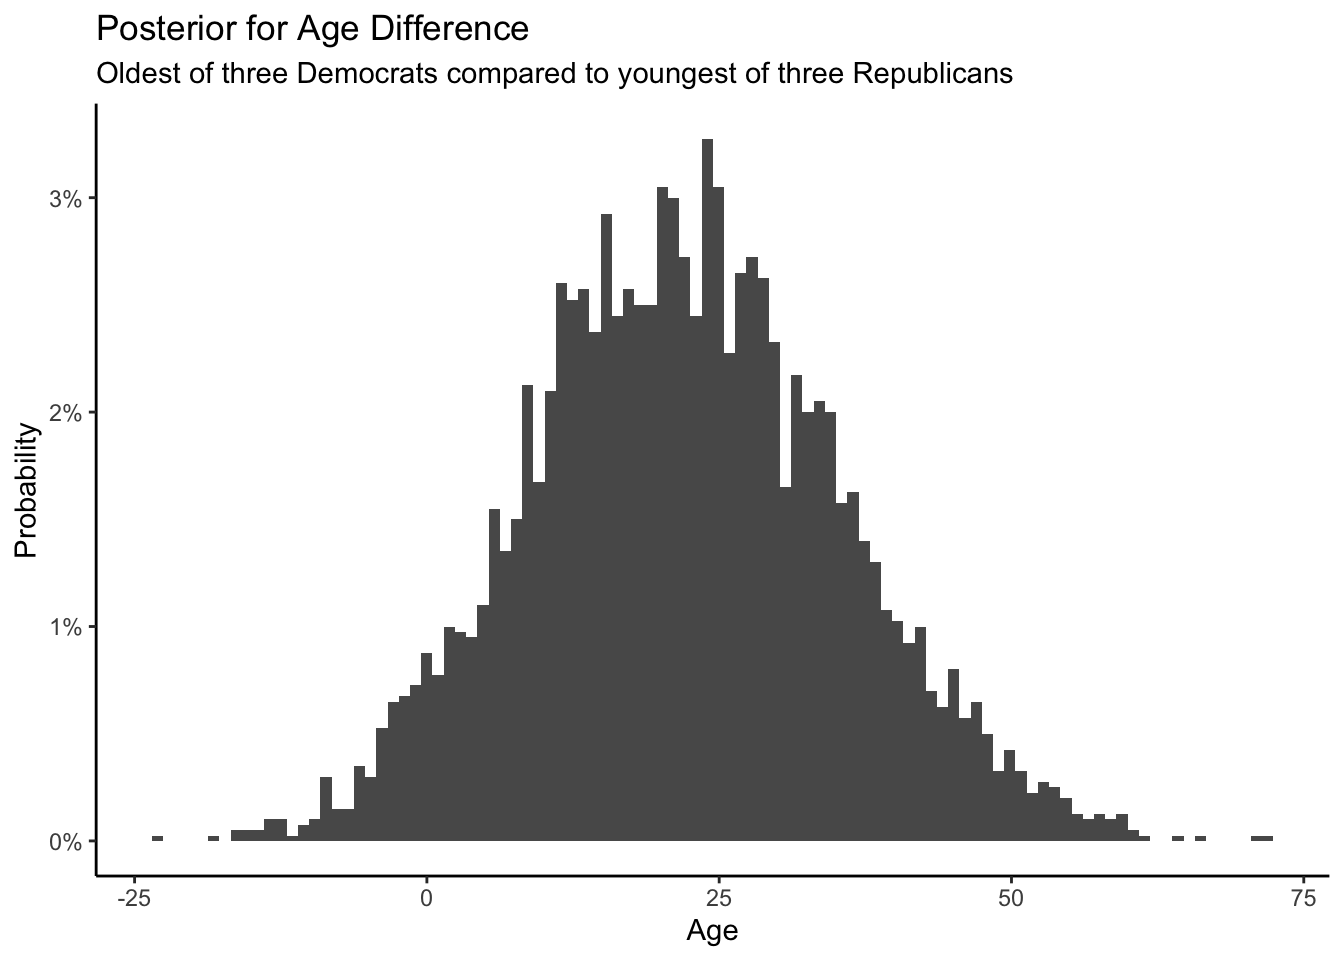 Posterior for Age Difference
Oldest of three Democrats compared to youngest of three Republicans
Probability
3%
2%
1%
0%
-25 0 25 50 75
Age